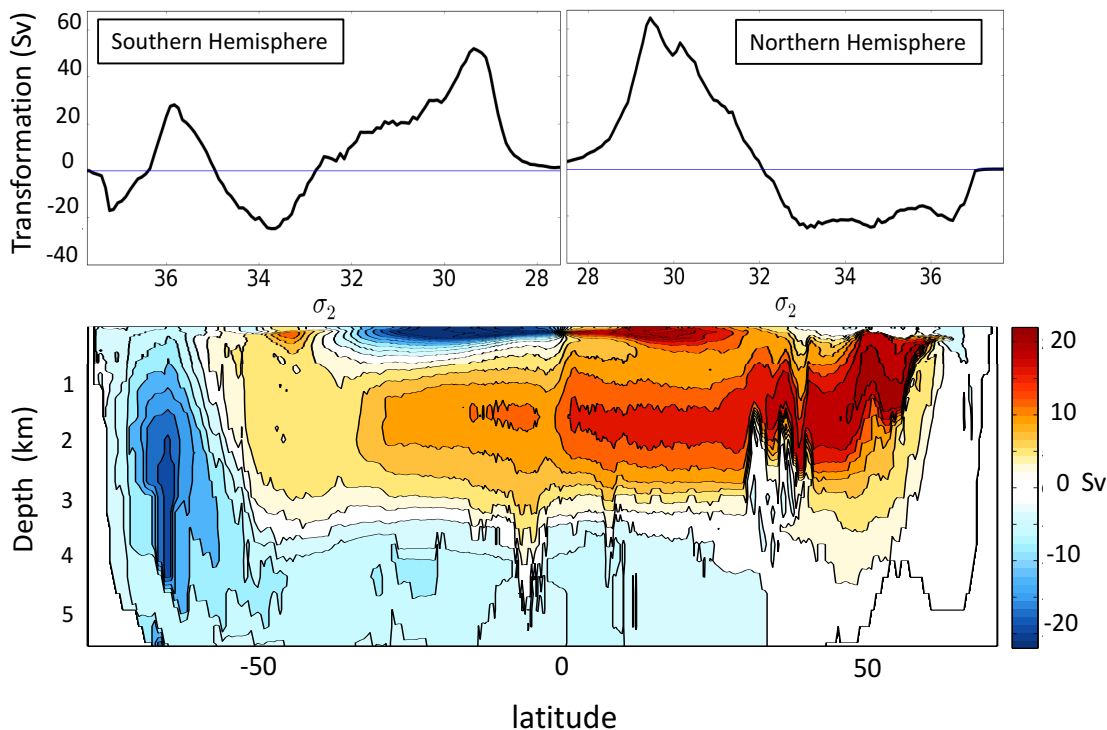 Transformation (Sv)
60
40
20
0
-20
-40
Southern Hemisphere
Northern Hemisphere
36 34 32 30 28
28 30 32 34 36
σ₂ σ₂
Depth (km)
1
2
3
4
5
-50 0 50
latitude
20
10
0 Sv
-10
-20